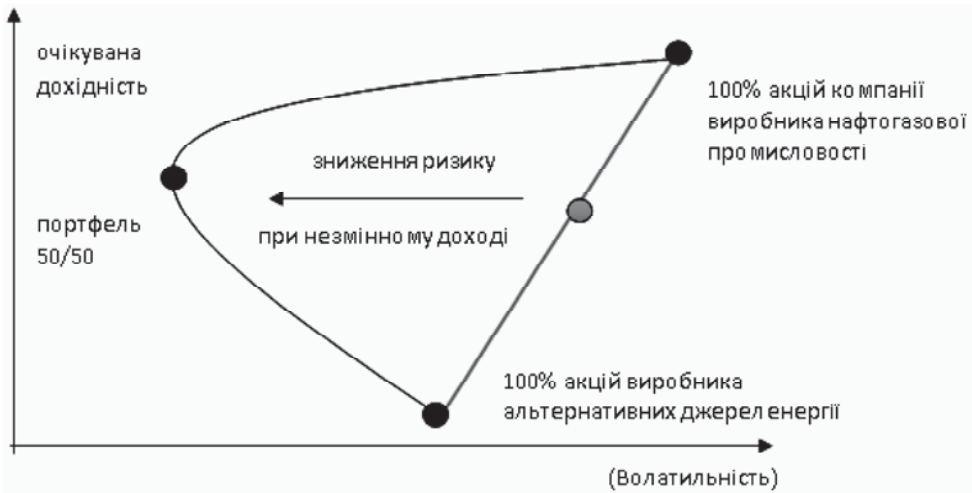 очікувана
дохідність
100% акцій компанії
виробника нафтогазової
промисловості
зниження ризику
при незмінному доході
портфель
50/50
100% акцій виробника
альтернативних джерел енергії
(Волатильність)